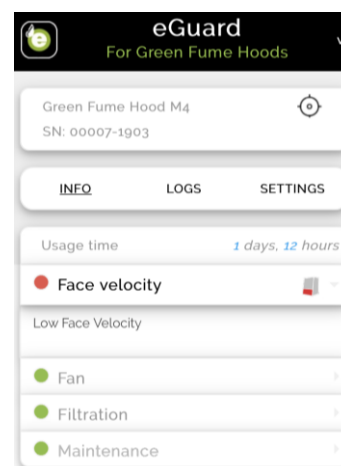 eGuard
For Green Fume Hoods
Green Fume Hood M4
SN: 00007-1903
INFO LOGS SETTINGS
Usage time 1 days, 12 hours
Face velocity
Low Face Velocity
Fan
Filtration
Maintenance